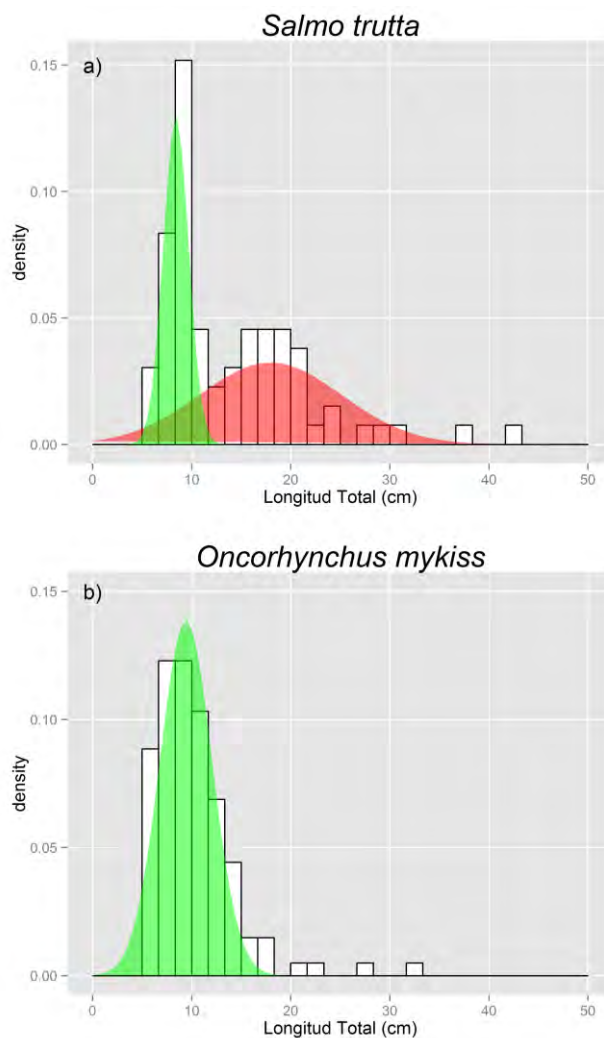 Salmo trutta
a)
0.15
0.10
0.05
0.00
density
0 10 20 30 40 50
Longitud Total (cm)
Oncorhynchus mykiss
b)
0.15
0.10
0.05
0.00
density
0 10 20 30 40 50
Longitud Total (cm)